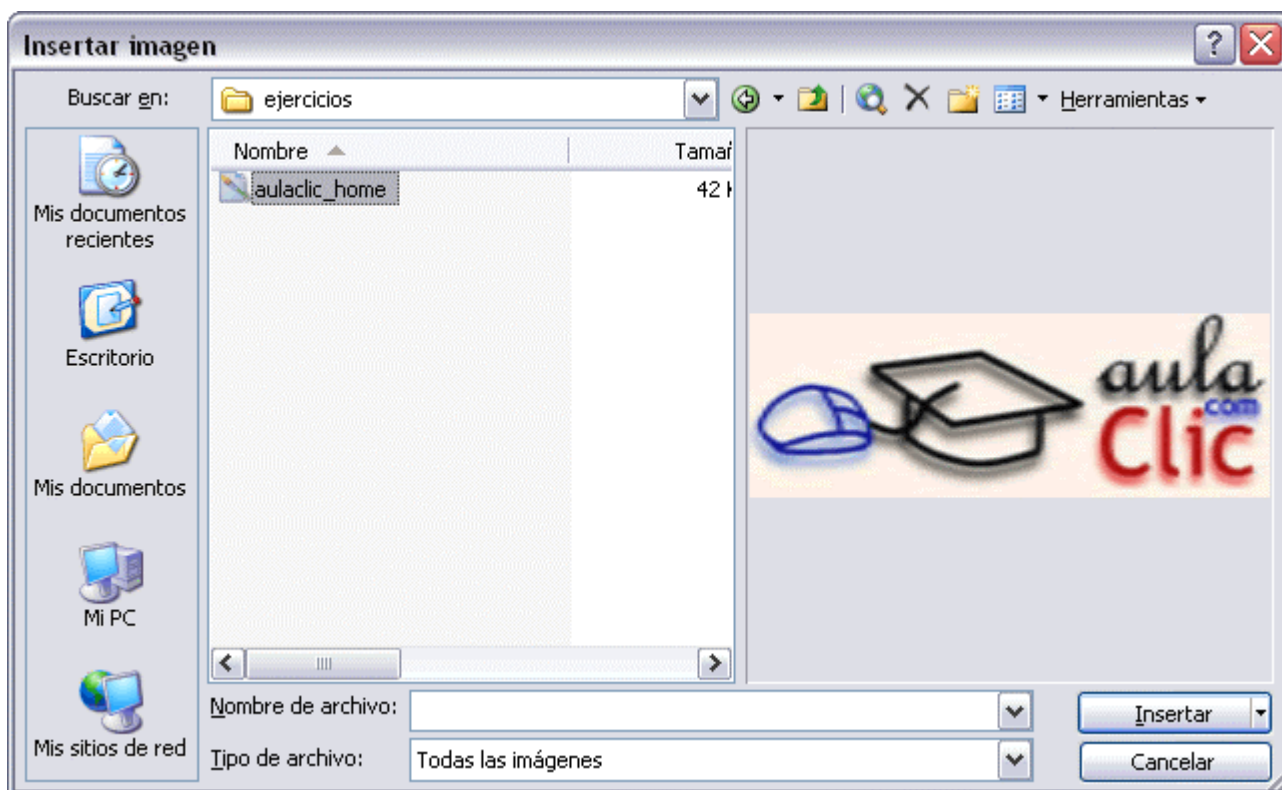 Insertar imagen
Buscar en:
ejercicios
Herramientas
Nombre
Tamañ
aulaclic_home
42 K
Mis documentos
recientes
Escritorio
Mis documentos
Mi PC
Mis sitios de red
aula
com
Clic
Nombre de archivo:
Insertar
Tipo de archivo:
Todas las imágenes
Cancelar